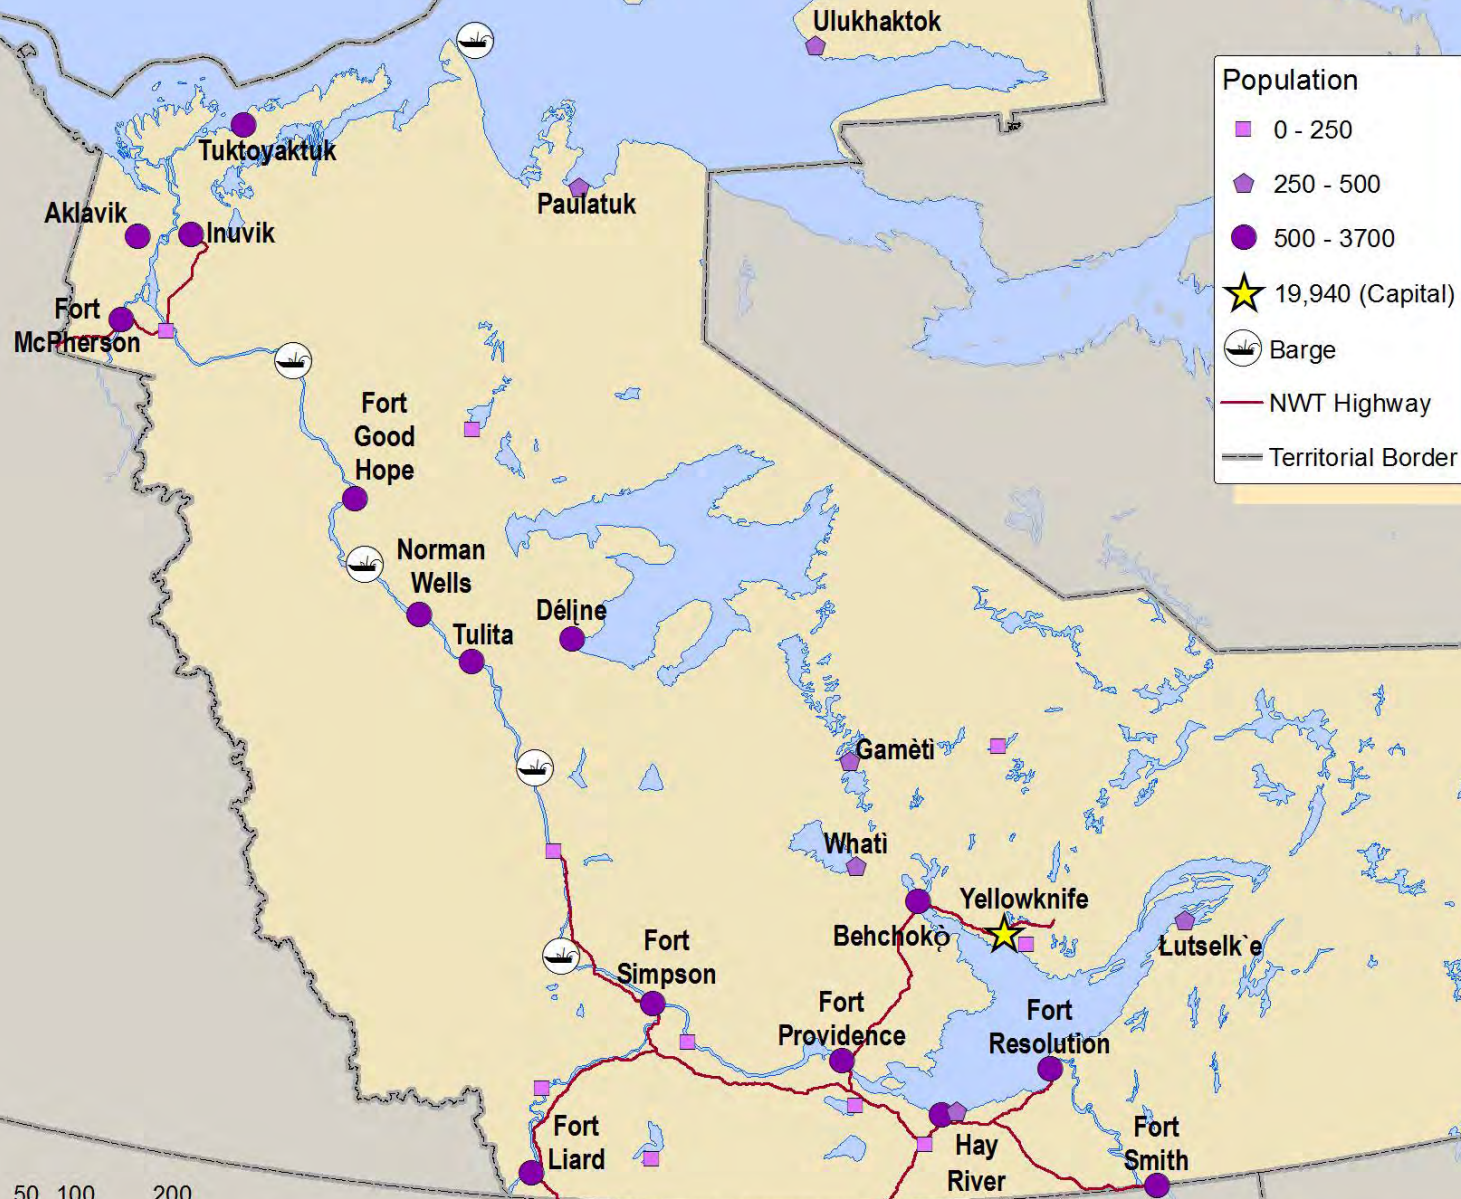 Ulukhaktok
Population
0 - 250
250 - 500
500 - 3700
19,940 (Capital)
Barge
NWT Highway
Territorial Border
Tuktoyaktuk
Paulatuk
Aklavik
Inuvik
Fort
McPherson
Fort
Good
Hope
Norman
Wells
Tulita
Délįne
Gamètì
Whatì
Yellowknife
Behchokǫ̀
Łutselk`e
Fort
Simpson
Fort
Providence
Fort
Resolution
Fort
Liard
Hay
River
Fort
Smith
50 100 200